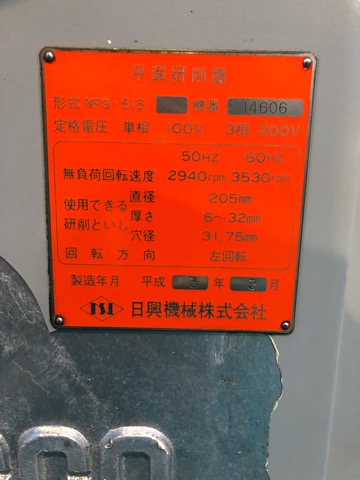 平面研削盤
形式 NPG-515 機番 14606
定格電圧 単相 100V 3相 200V
50HZ 60HZ
無負荷回転速度 2940rpm 3530rpm
使用できる研削といし 直径 205mm
厚さ 6~32mm
穴径 31.75mm
回転方向 左回転
製造年月 平成 3 年 3 月
NSK 日興機械株式会社